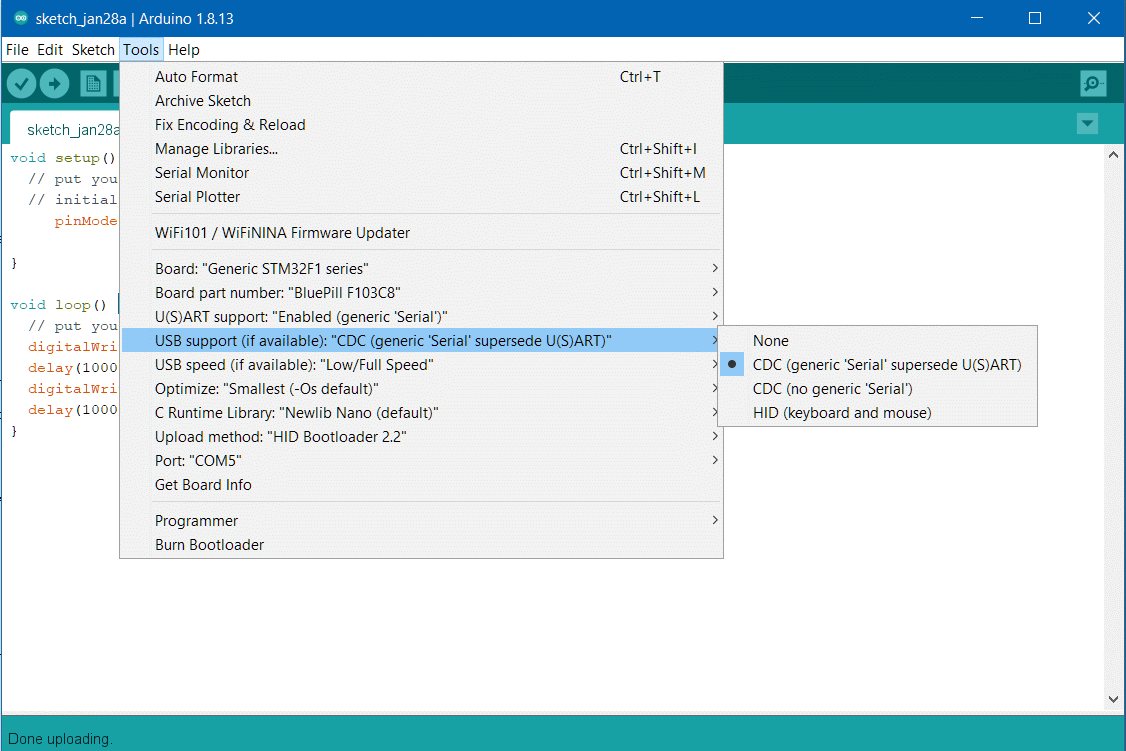 sketch_jan28a | Arduino 1.8.13
File Edit Sketch Tools Help
Auto Format Ctrl+T
Archive Sketch
Fix Encoding & Reload
Manage Libraries... Ctrl+Shift+I
Serial Monitor Ctrl+Shift+M
Serial Plotter Ctrl+Shift+L
WiFi101 / WiFiNINA Firmware Updater
Board: "Generic STM32F1 series"
Board part number: "BluePill F103C8"
U(S)ART support: "Enabled (generic 'Serial')"
USB support (if available): "CDC (generic 'Serial' supersede U(S)ART)"
USB speed (if available): "Low/Full Speed"
Optimize: "Smallest (-Os default)"
C Runtime Library: "Newlib Nano (default)"
Upload method: "HID Bootloader 2.2"
Port: "COM5"
Get Board Info
Programmer
Burn Bootloader
None
CDC (generic 'Serial' supersede U(S)ART)
CDC (no generic 'Serial')
HID (keyboard and mouse)
sketch_jan28a
void setup()
// put you
// initial
pinMode
}
void loop()
// put you
digitalWri
delay(1000
digitalWri
delay(1000
}
Done uploading.